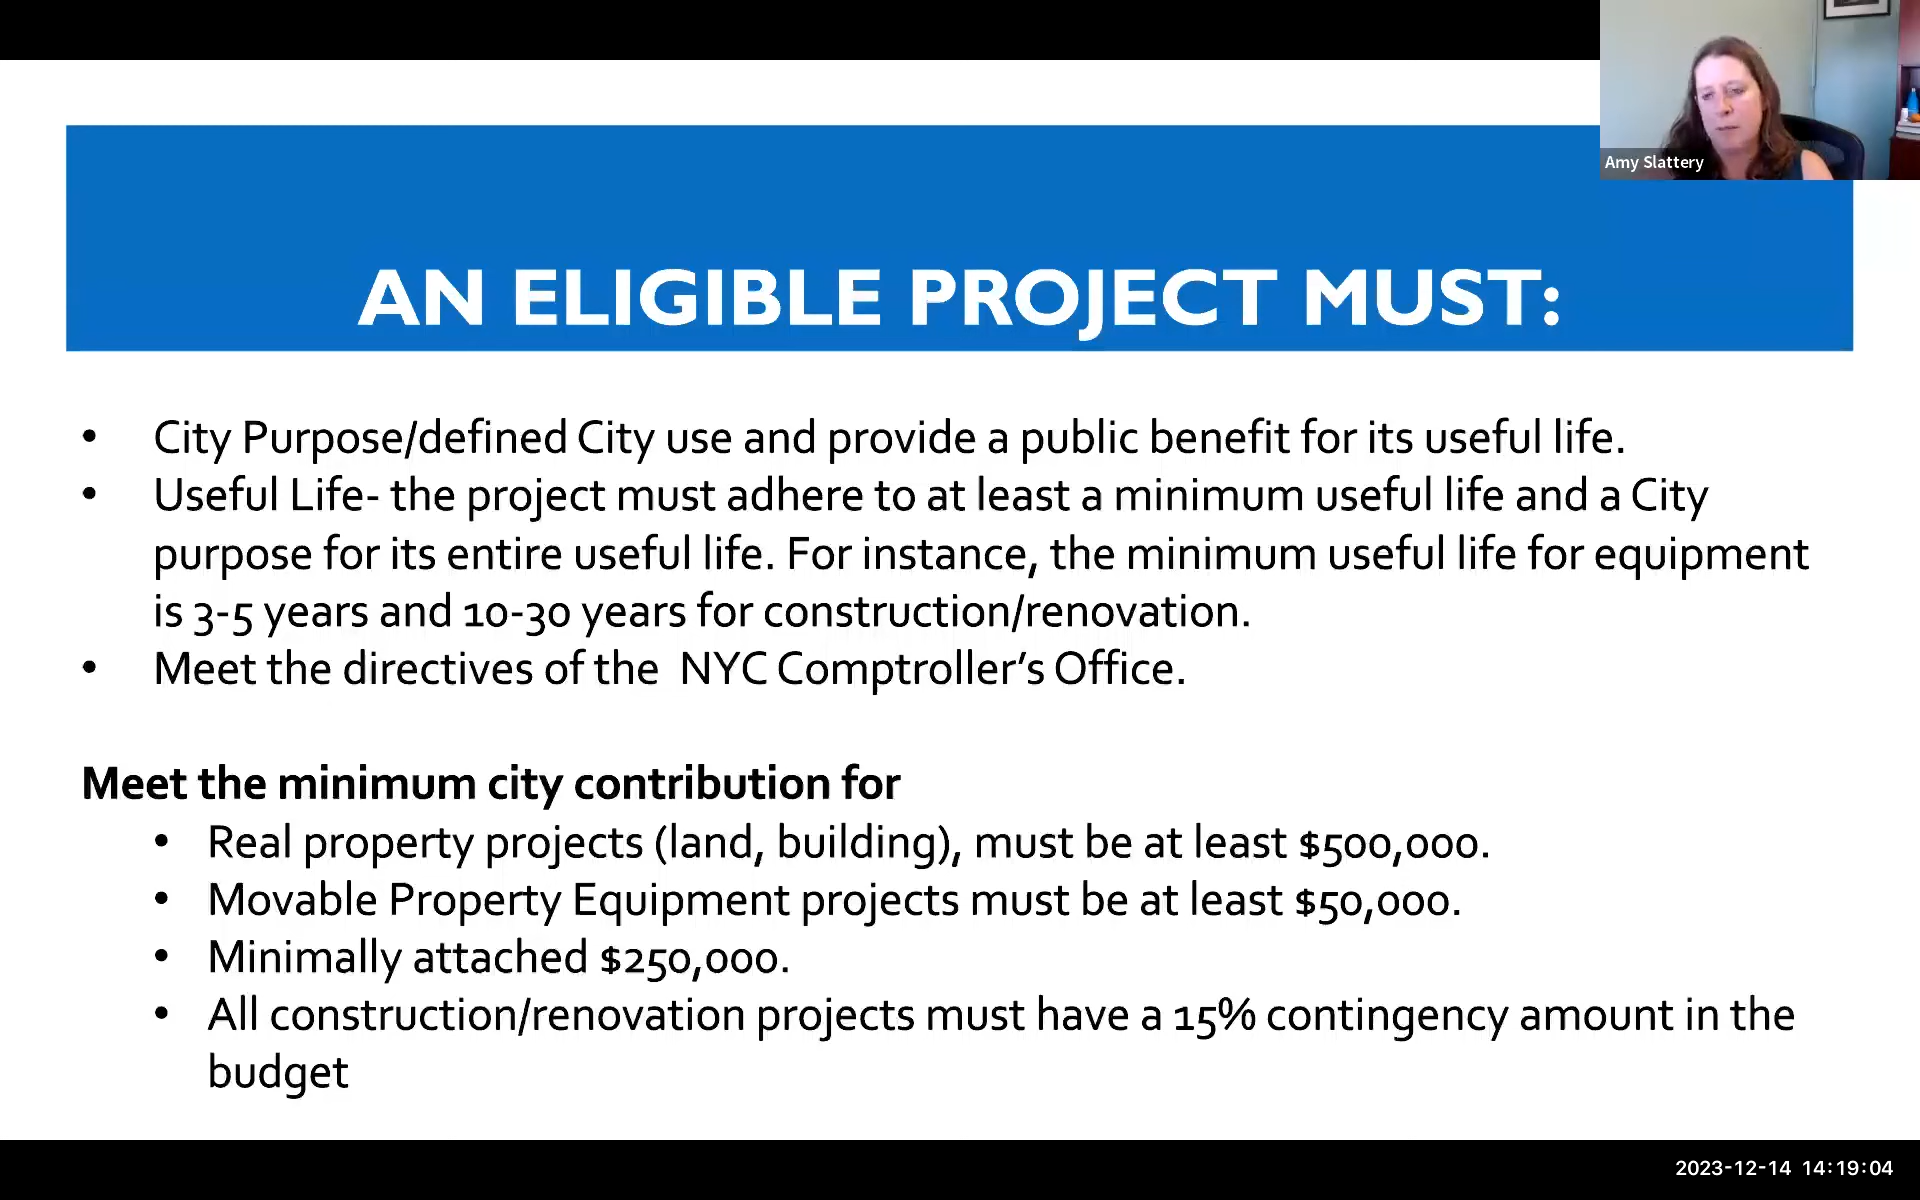 Amy Slattery
AN ELIGIBLE PROJECT MUST:
• City Purpose/defined City use and provide a public benefit for its useful life.
• Useful Life- the project must adhere to at least a minimum useful life and a City
purpose for its entire useful life. For instance, the minimum useful life for equipment
is 3-5 years and 10-30 years for construction/renovation.
• Meet the directives of the  NYC Comptroller’s Office.
Meet the minimum city contribution for
• Real property projects (land, building), must be at least $500,000.
• Movable Property Equipment projects must be at least $50,000.
• Minimally attached $250,000.
• All construction/renovation projects must have a 15% contingency amount in the
budget
2023-12-14 14:19:04